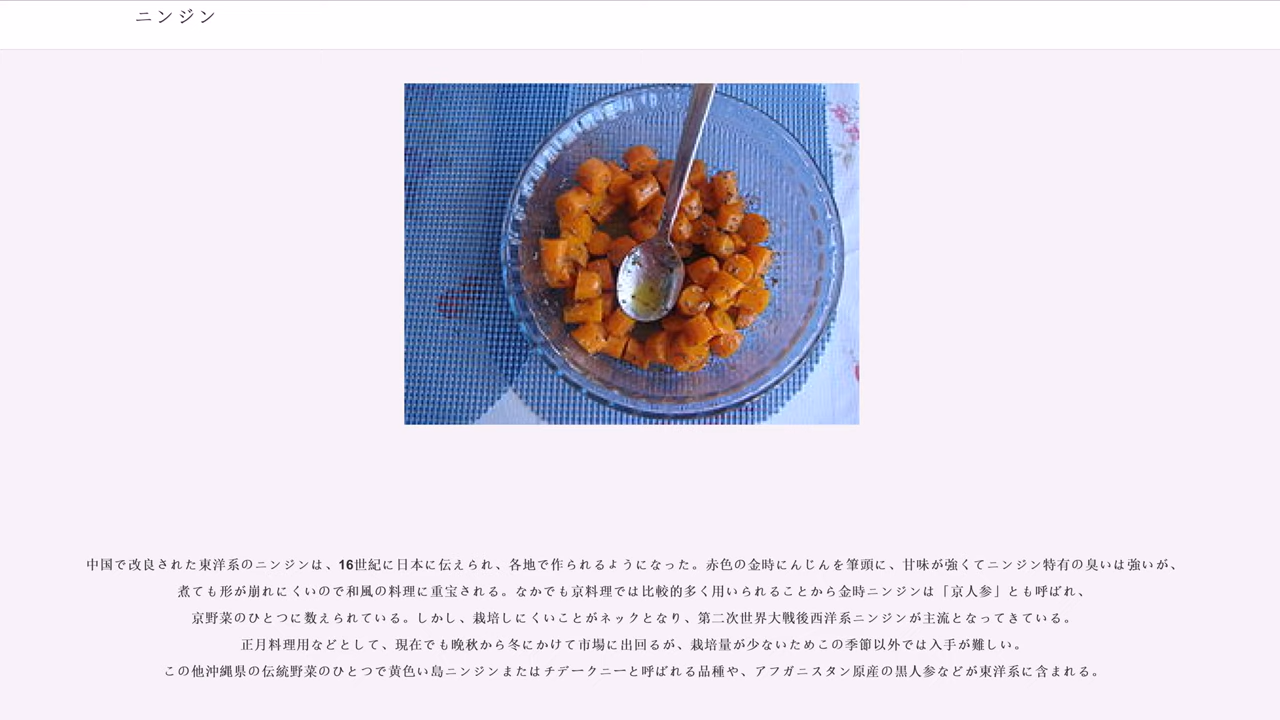 ニンジン
中国で改良された東洋系のニンジンは、16世紀に日本に伝えられ、各地で作られるようになった。赤色の金時にんじんを筆頭に、甘味が強くてニンジン特有の臭いは強いが、
煮ても形が崩れにくいので和風の料理に重宝される。なかでも京料理では比較的多く用いられることから金時ニンジンは「京人参」とも呼ばれ、
京野菜のひとつに数えられている。しかし、栽培しにくいことがネックとなり、第二次世界大戦後西洋系ニンジンが主流となってきている。
正月料理用などとして、現在でも晩秋から冬にかけて市場に出回るが、栽培量が少ないためこの季節以外では入手が難しい。
この他沖縄県の伝統野菜のひとつで黄色い島ニンジンまたはチデークニーと呼ばれる品種や、アフガニスタン原産の黒人参などが東洋系に含まれる。